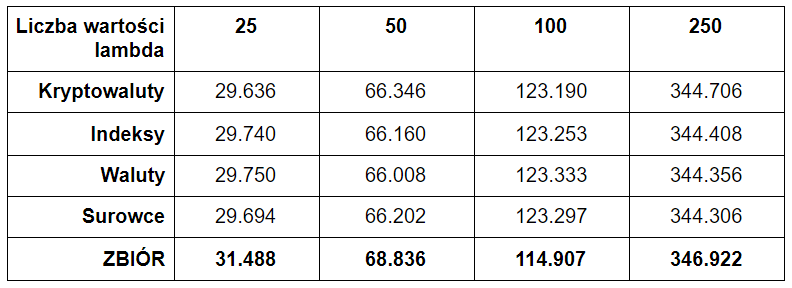 Liczba wartości lambda 25 50 100 250
Kryptowaluty 29.636 66.346 123.190 344.706
Indeksy 29.740 66.160 123.253 344.408
Waluty 29.750 66.008 123.333 344.356
Surowce 29.694 66.202 123.297 344.306
ZBIÓR 31.488 68.836 114.907 346.922